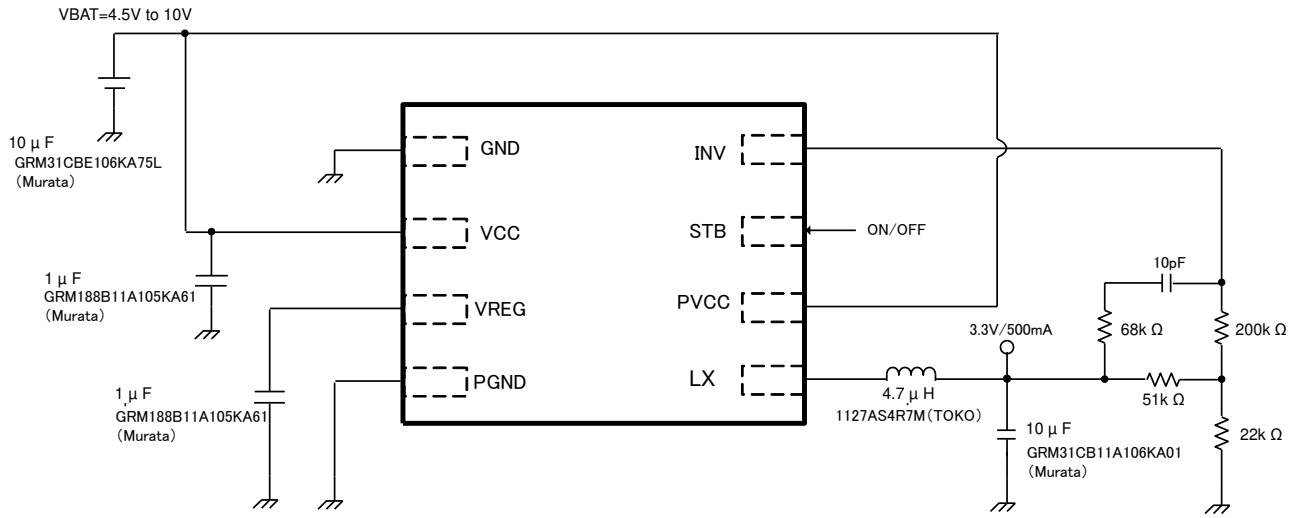 VBAT=4.5V to 10V
10 μ F
GRM31CBE106KA75L
(Murata)
GND
VCC
VREG
PGND
INV
STB
PVCC
LX
ON/OFF
1 μ F
GRM188B11A105KA61
(Murata)
1 μ F
GRM188B11A105KA61
(Murata)
10pF
3.3V/500mA
68k Ω
200k Ω
51k Ω
4.7 μ H
1127AS4R7M(TOKO)
10 μ F
GRM31CB11A106KA01
(Murata)
22k Ω